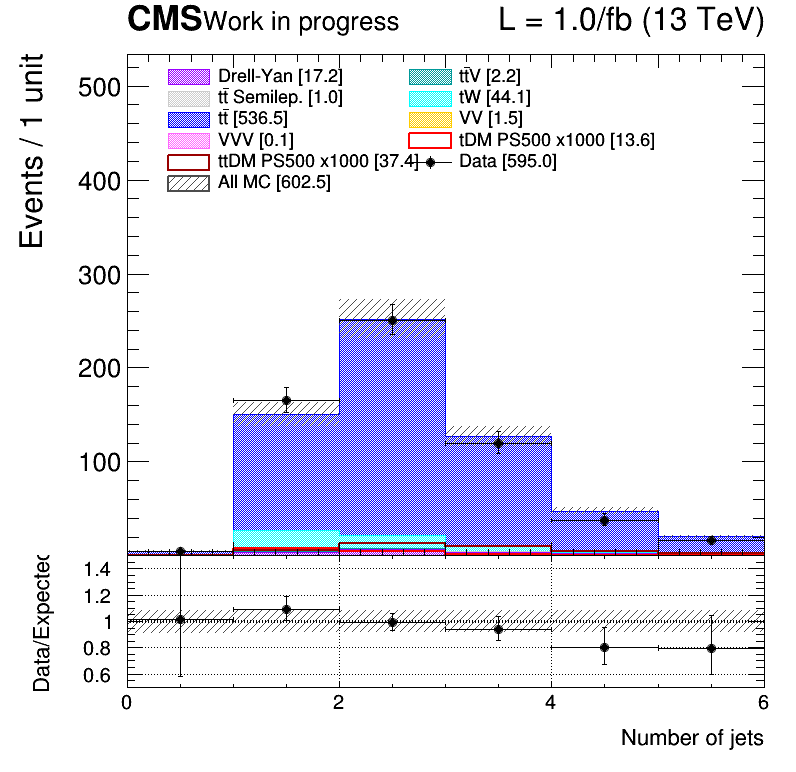 CMS Work in progress L = 1.0/fb (13 TeV)
Events / 1 unit
500
400
300
200
100
Drell-Yan [17.2] tt̄V [2.2]
tt̄ Semilep. [1.0] tW [44.1]
tt̄ [536.5] VV [1.5]
VVV [0.1] tDM PS500 x1000 [13.6]
ttDM PS500 x1000 [37.4] Data [595.0]
All MC [602.5]
Data/Expected
1.4
1.2
1
0.8
0.6
0 2 4 6
Number of jets